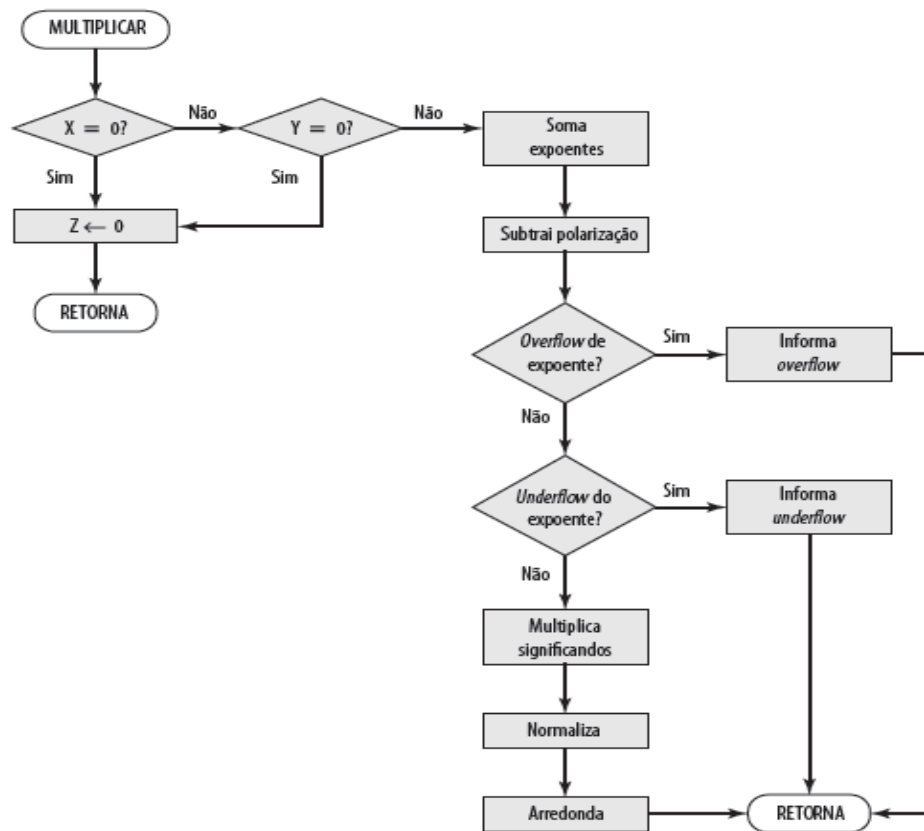 MULTIPLICAR
X = 0?
Não
Y = 0?
Não
Soma
expoentes
Sim
Sim
Z ← 0
Subtrai polarização
RETORNA
Overflow de
expoente?
Sim
Informa
overflow
Não
Underflow do
expoente?
Sim
Informa
underflow
Não
Multiplica
significandos
Normaliza
Arredonda
RETORNA